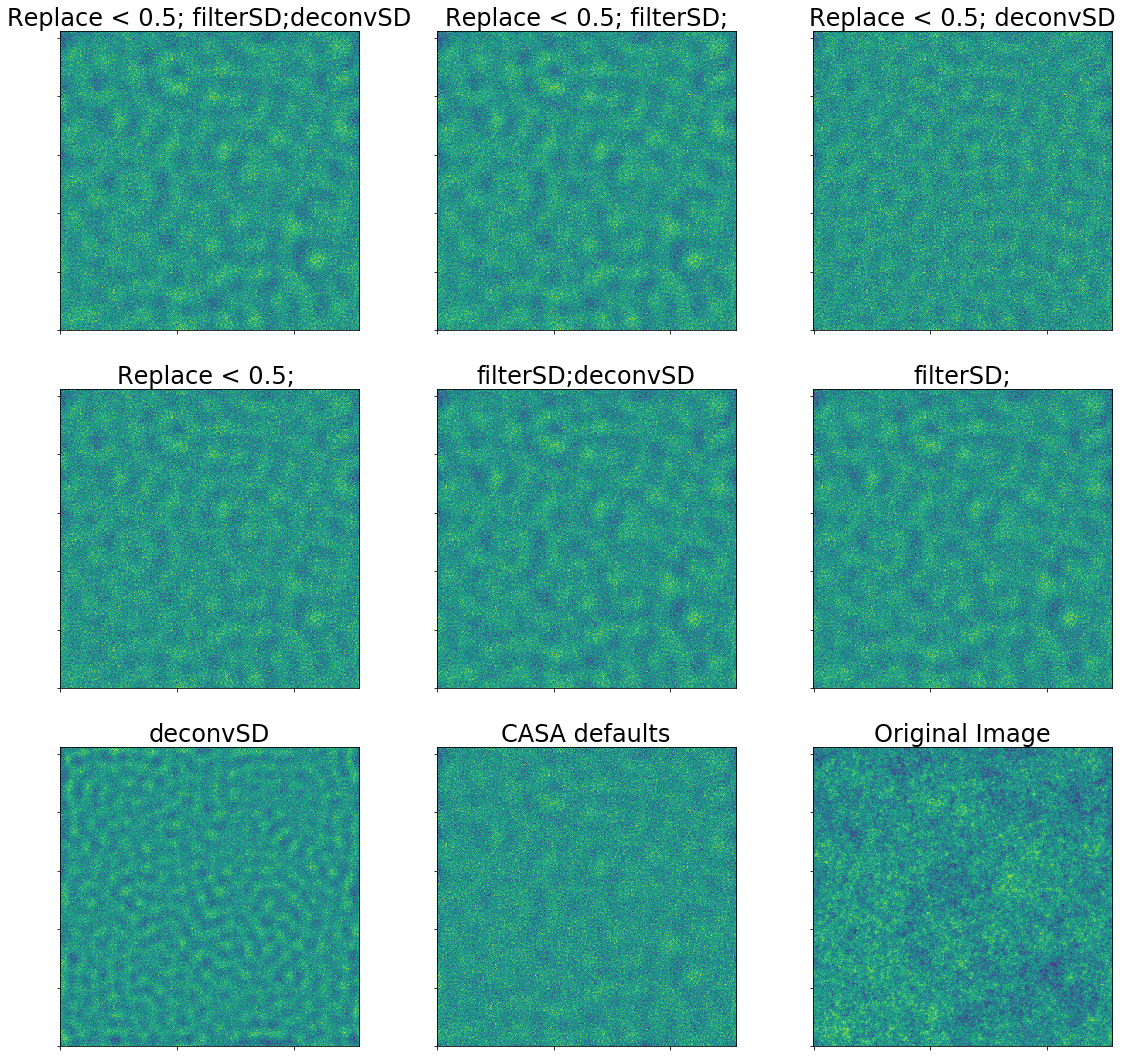 Replace < 0.5; filterSD;deconvSD
Replace < 0.5; filterSD;
Replace < 0.5; deconvSD
Replace < 0.5;
filterSD;deconvSD
filterSD;
deconvSD
CASA defaults
Original Image